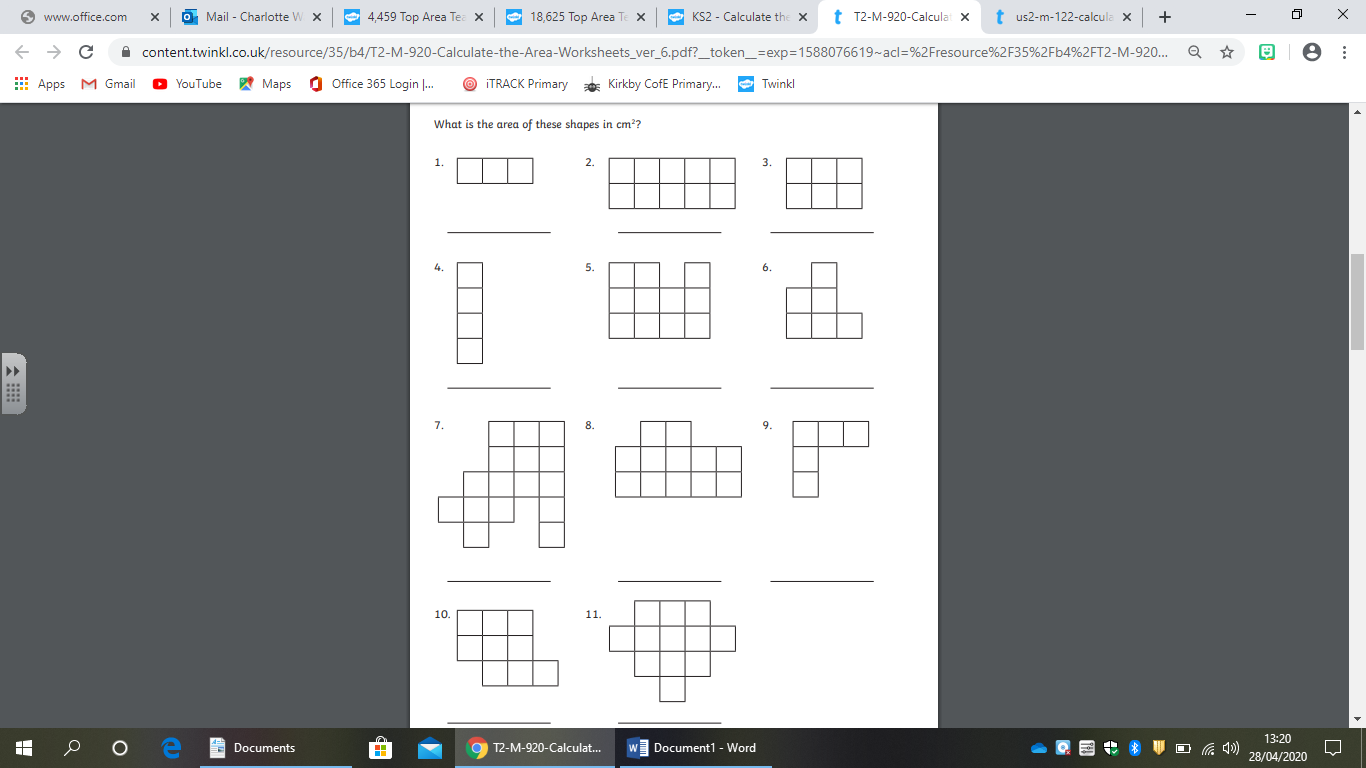 www.office.com
Mail - Charlotte W
4,459 Top Area Tea
18,625 Top Area Te
KS2 - Calculate the
T2-M-920-Calculat
us2-m-122-calcula
content.twinkl.co.uk/resource/35/b4/T2-M-920-Calculate-the-Area-Worksheets_ver_6.pdf?__token__=exp=1588076619~acl=%2Fresource%2F35%2Fb4%2FT2-M-920...
Apps
Gmail
YouTube
Maps
Office 365 Login |...
iTRACK Primary
Kirkby CofE Primary...
Twinkl
What is the area of these shapes in cm²?
1. 2. 3.
4. 5. 6.
7. 8. 9.
10. 11.
Documents
T2-M-920-Calculat...
Document1 - Word
13:20
28/04/2020